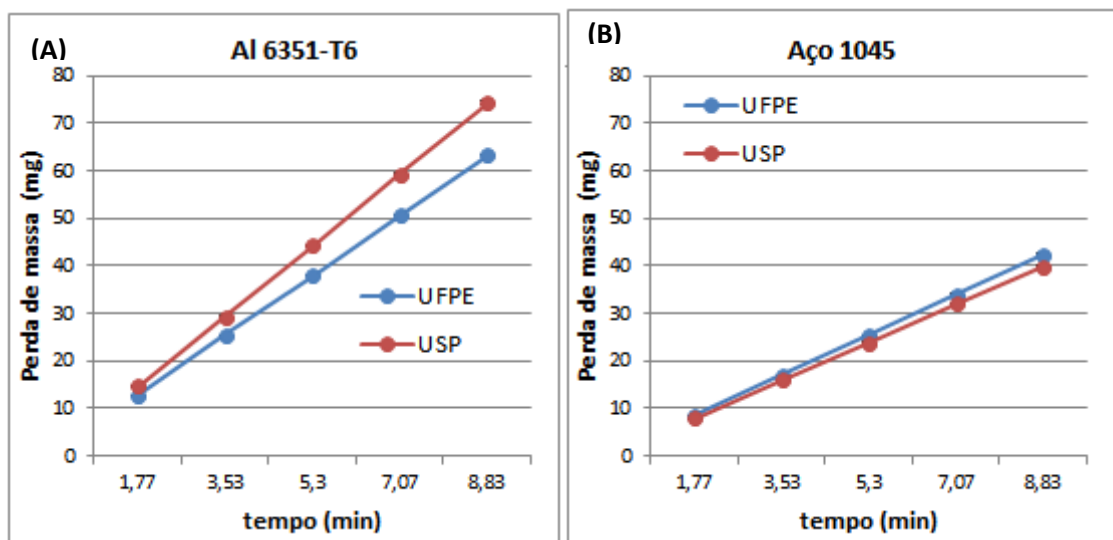 (A)
Al 6351-T6
Perda de massa (mg)
80
70
60
50
40
30
20
10
0
UFPE
USP
1,77 3,53 5,3 7,07 8,83
tempo (min)
(B)
Aço 1045
Perda de massa (mg)
80
70
60
50
40
30
20
10
0
UFPE
USP
1,77 3,53 5,3 7,07 8,83
tempo (min)